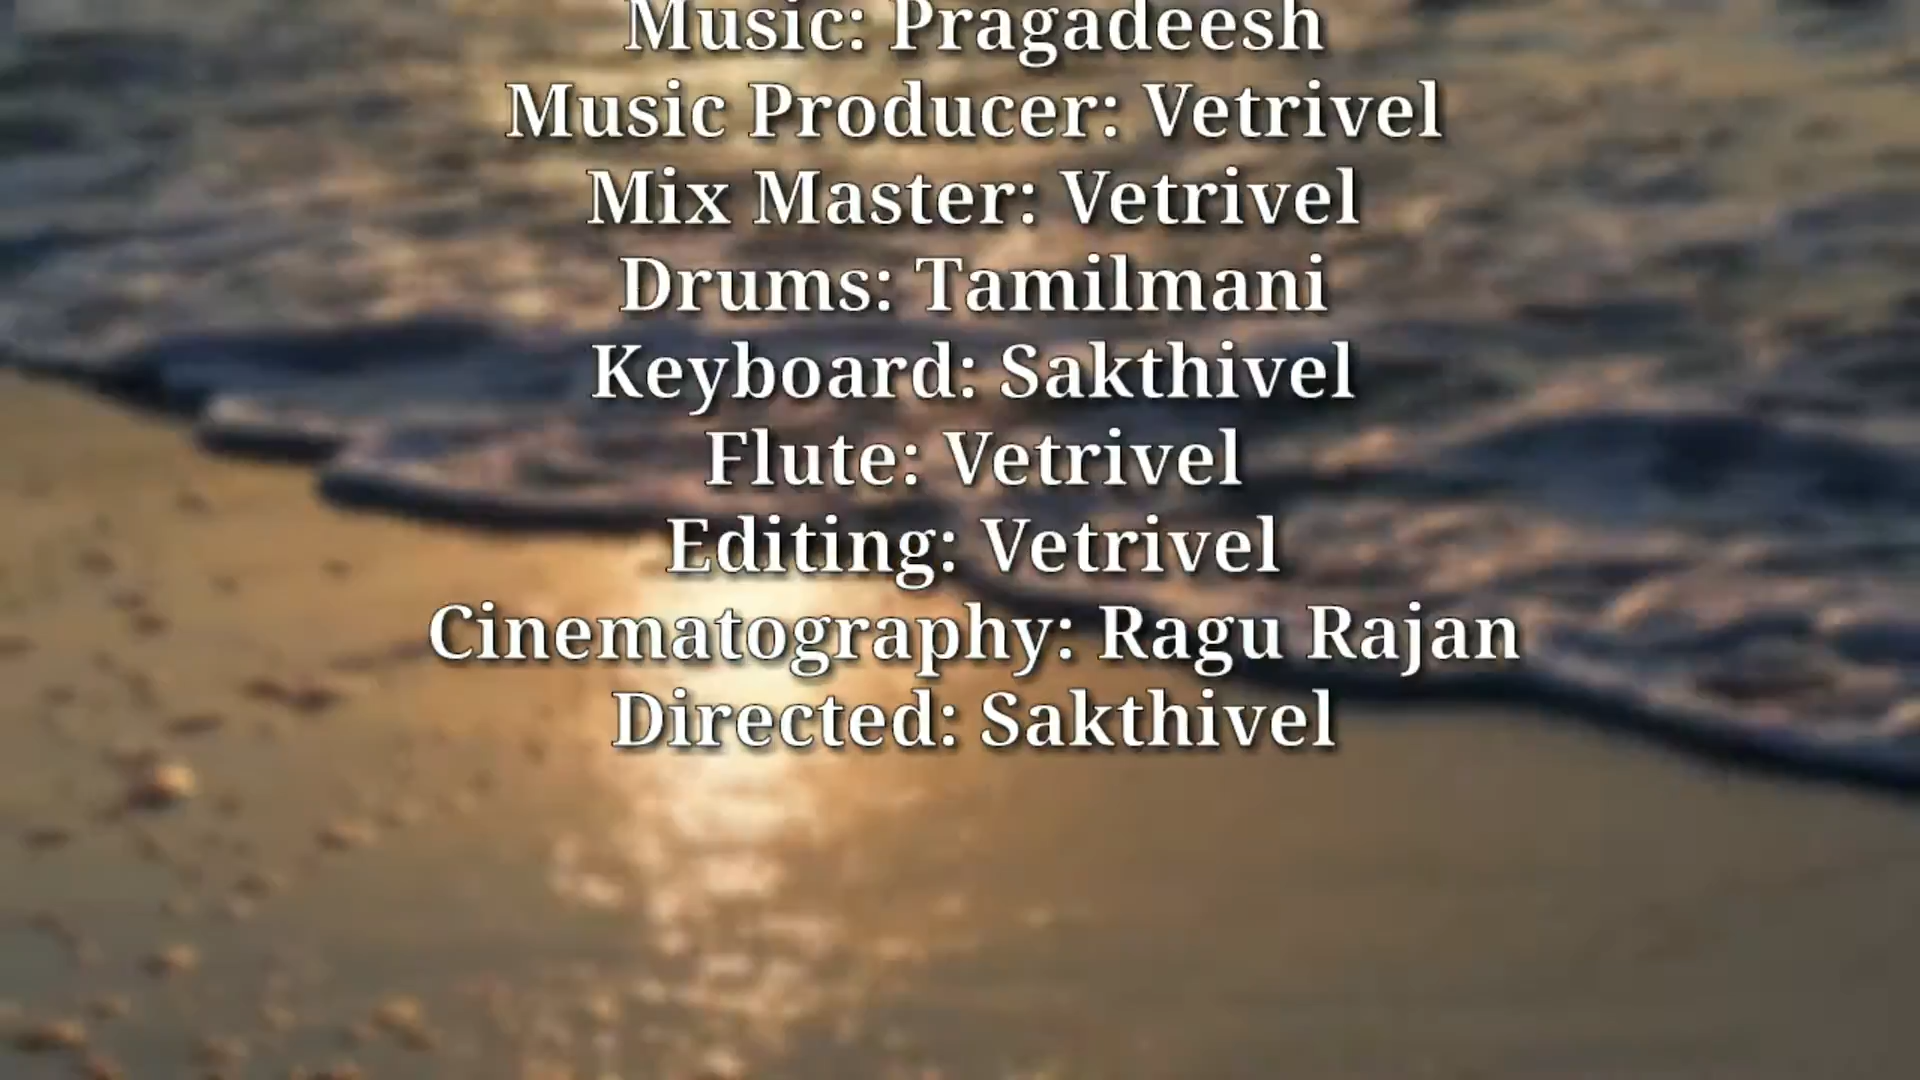 Music: Pragadeesh
Music Producer: Vetrivel
Mix Master: Vetrivel
Drums: Tamilmani
Keyboard: Sakthivel
Flute: Vetrivel
Editing: Vetrivel
Cinematography: Ragu Rajan
Directed: Sakthivel